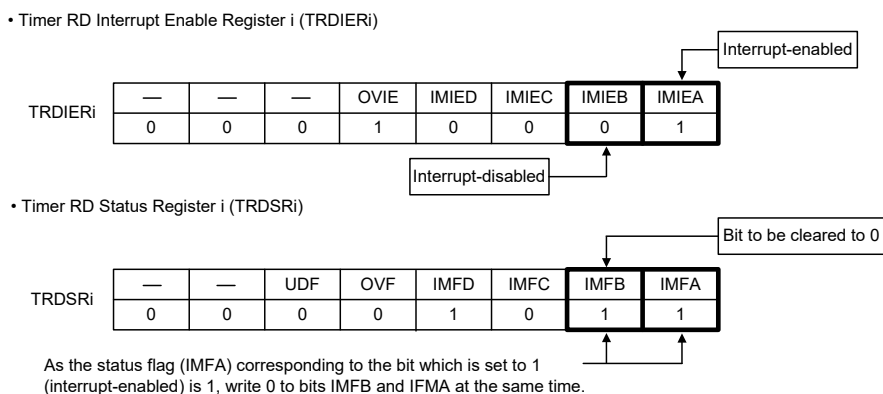 • Timer RD Interrupt Enable Register i (TRDIERi)
Interrupt-enabled
TRDIERi
— — — OVIE IMIED IMIEC IMIEB IMIEA
0 0 0 1 0 0 0 1
Interrupt-disabled
• Timer RD Status Register i (TRDSRi)
Bit to be cleared to 0
TRDSRi
— — UDF OVF IMFD IMFC IMFB IMFA
0 0 0 0 1 0 1 1
As the status flag (IMFA) corresponding to the bit which is set to 1
(interrupt-enabled) is 1, write 0 to bits IMFB and IFMA at the same time.